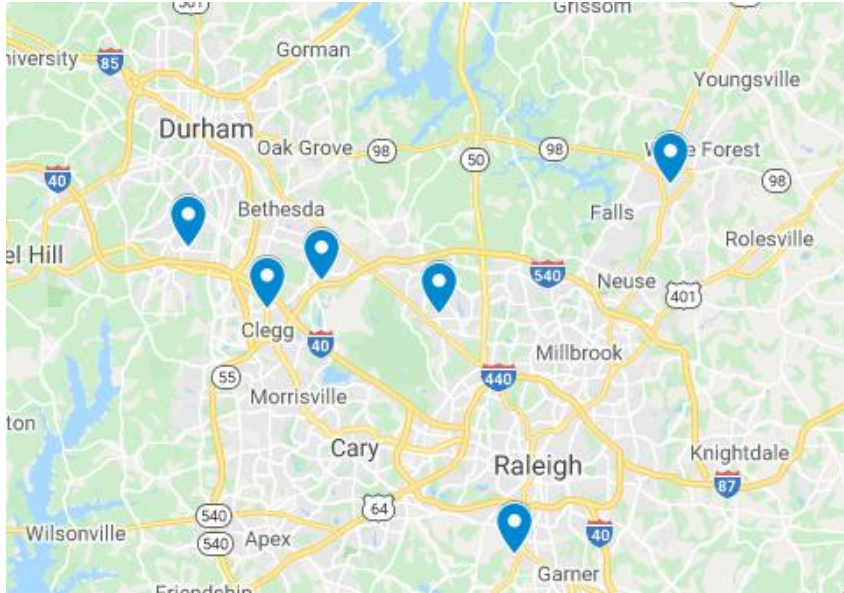 501
Grissom
niversity
85
Gorman
Youngsville
Durham
Oak Grove
98
50
98
Forest
40
98
Bethesda
Falls
el Hill
Rolesville
540
Neuse
401
Clegg
40
Millbrook
55
440
Morrisville
ton
Cary
Raleigh
Knightdale
87
64
540
Wilsonville
540
Apex
40
Garner
Friendship